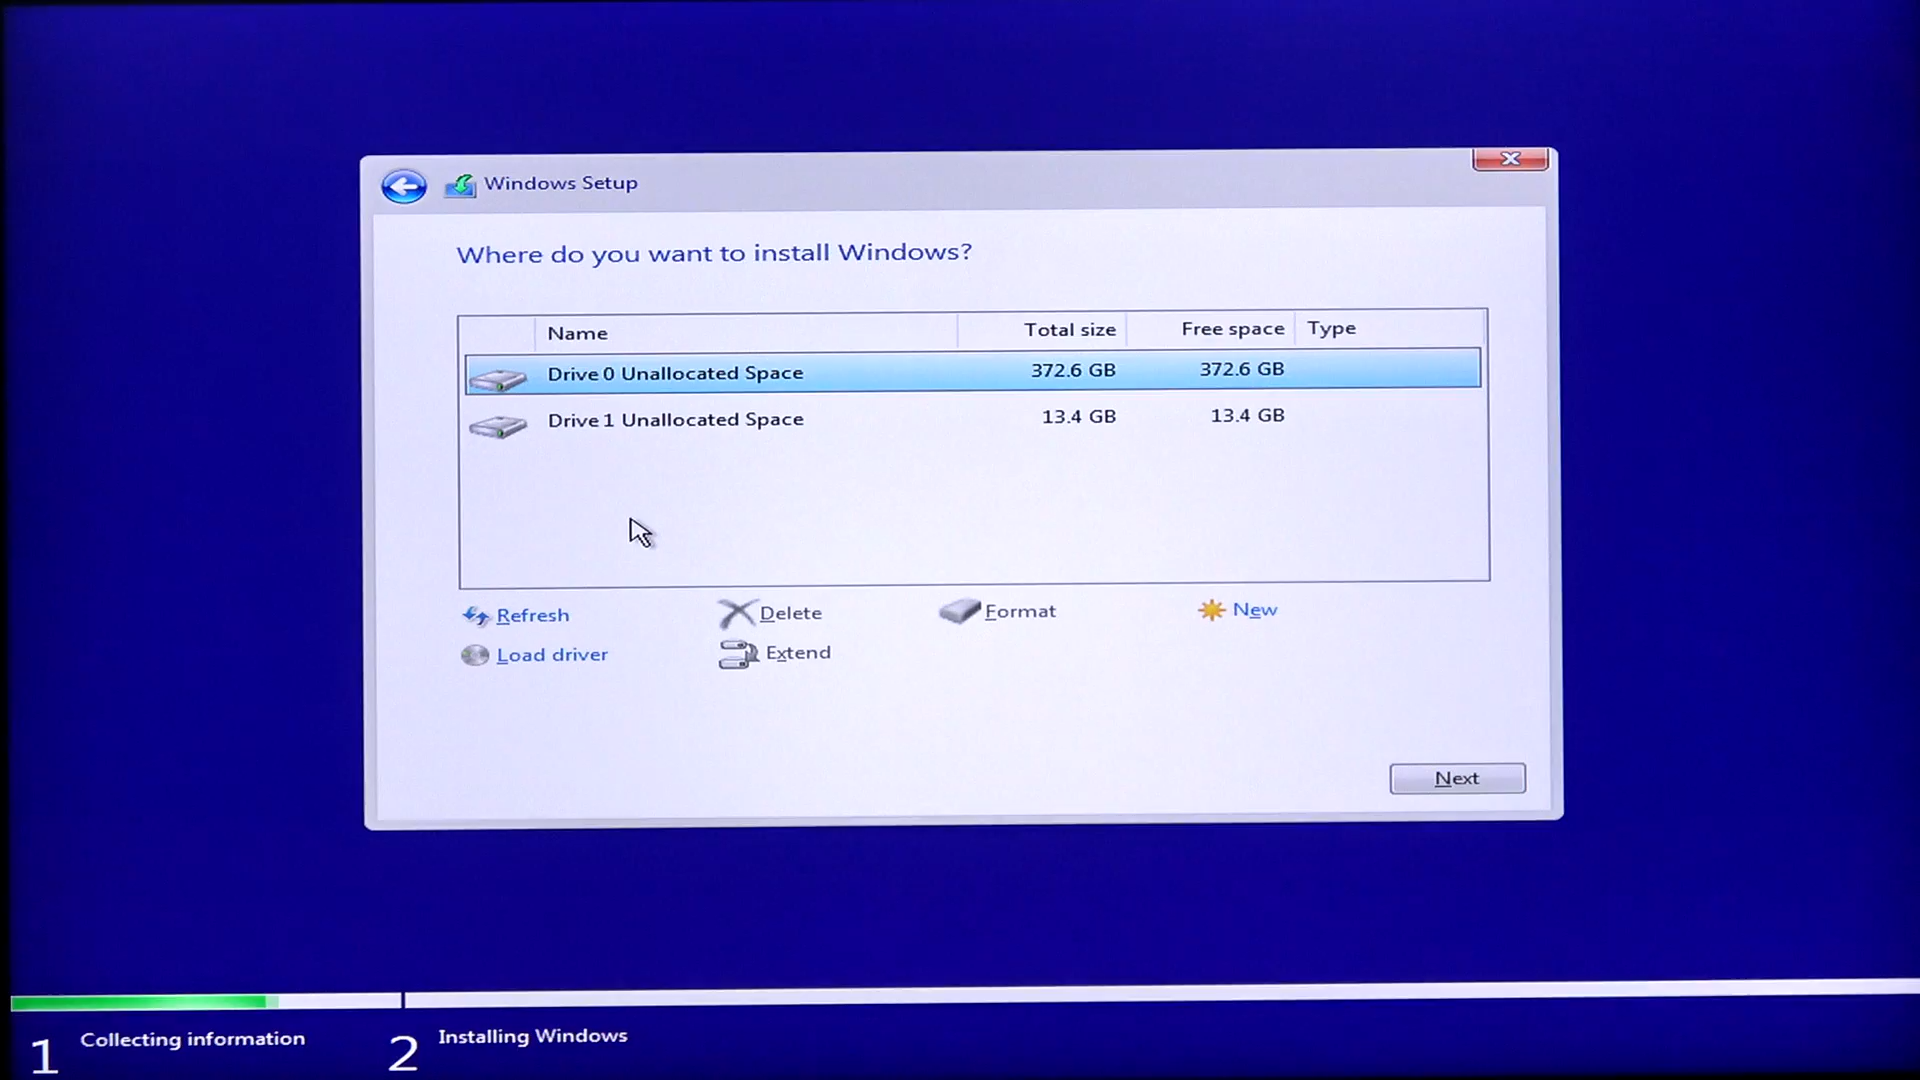 Windows Setup
Where do you want to install Windows?
Name Total size Free space Type
Drive 0 Unallocated Space 372.6 GB 372.6 GB
Drive 1 Unallocated Space 13.4 GB 13.4 GB
Refresh Delete Format New
Load driver Extend
Next
1 Collecting information 2 Installing Windows